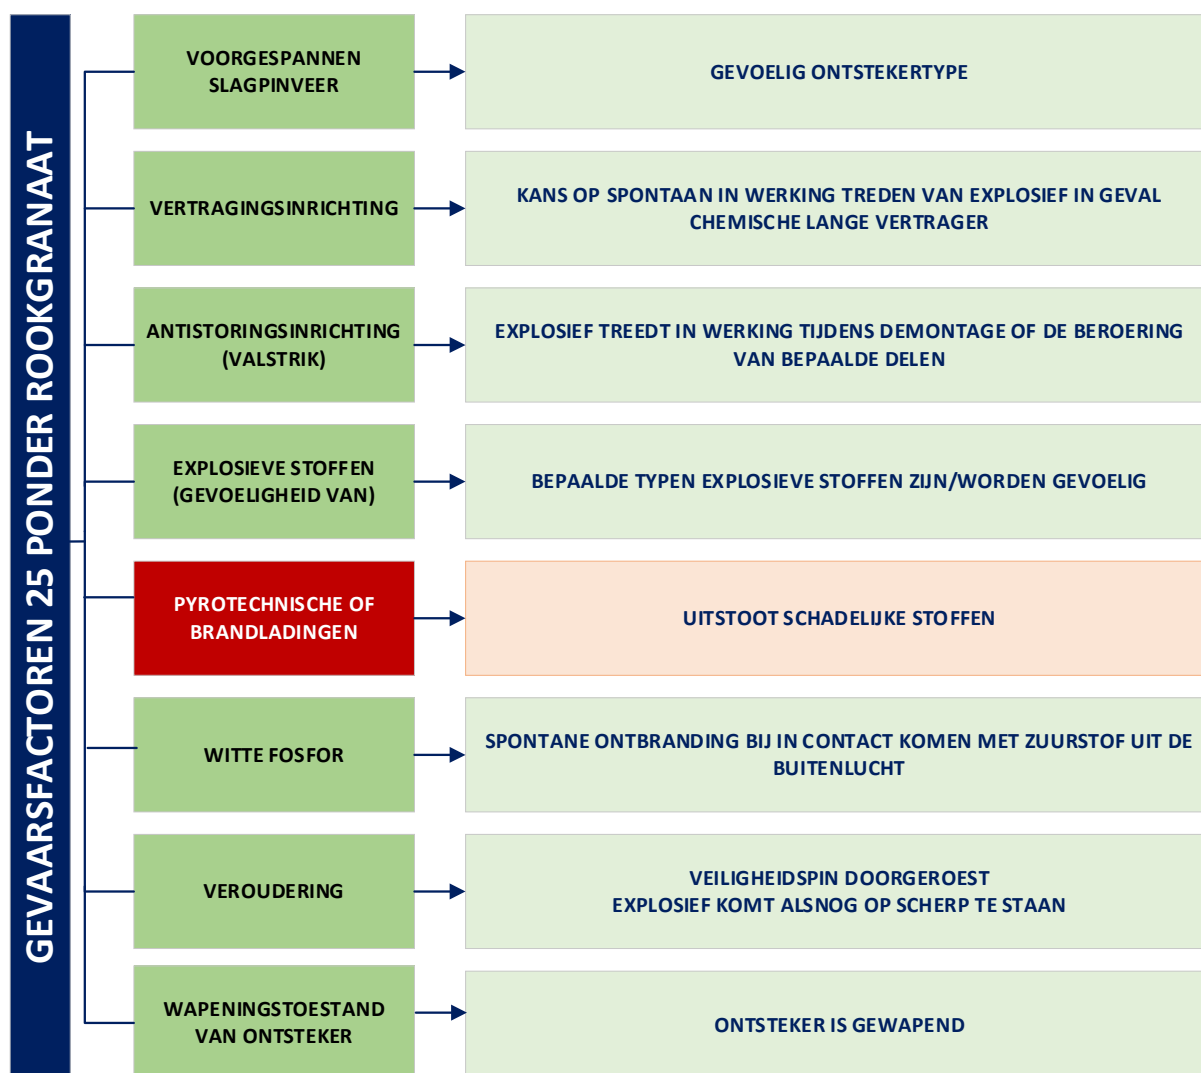 GEVAARSFACTOREN 25 PONDER ROOKGRANAAT
VOORGESPANNEN
SLAGPINVEER
GEVOELIG ONTSTEKERTYPE
VERTRAGINGSINRICHTING
KANS OP SPONTAAN IN WERKING TREDEN VAN EXPLOSIEF IN GEVAL
CHEMISCHE LANGE VERTRAGER
ANTISTORINGSINRICHTING
(VALSTRIK)
EXPLOSIEF TREEDT IN WERKING TIJDENS DEMONTAGE OF DE BEROERING
VAN BEPAALDE DELEN
EXPLOSIEVE STOFFEN
(GEVOELIGHEID VAN)
BEPAALDE TYPEN EXPLOSIEVE STOFFEN ZIJN/WORDEN GEVOELIG
PYROTECHNISCHE OF
BRANDLADINGEN
UITSTOOT SCHADELIJKE STOFFEN
WITTE FOSFOR
SPONTANE ONTBRANDING BIJ IN CONTACT KOMEN MET ZUURSTOF UIT DE
BUITENLUCHT
VEROUDERING
VEILIGHEIDSPIN DOORGEROEST
EXPLOSIEF KOMT ALSNOG OP SCHERP TE STAAN
WAPENINGSTOESTAND
VAN ONTSTEKER
ONTSTEKER IS GEWAPEND